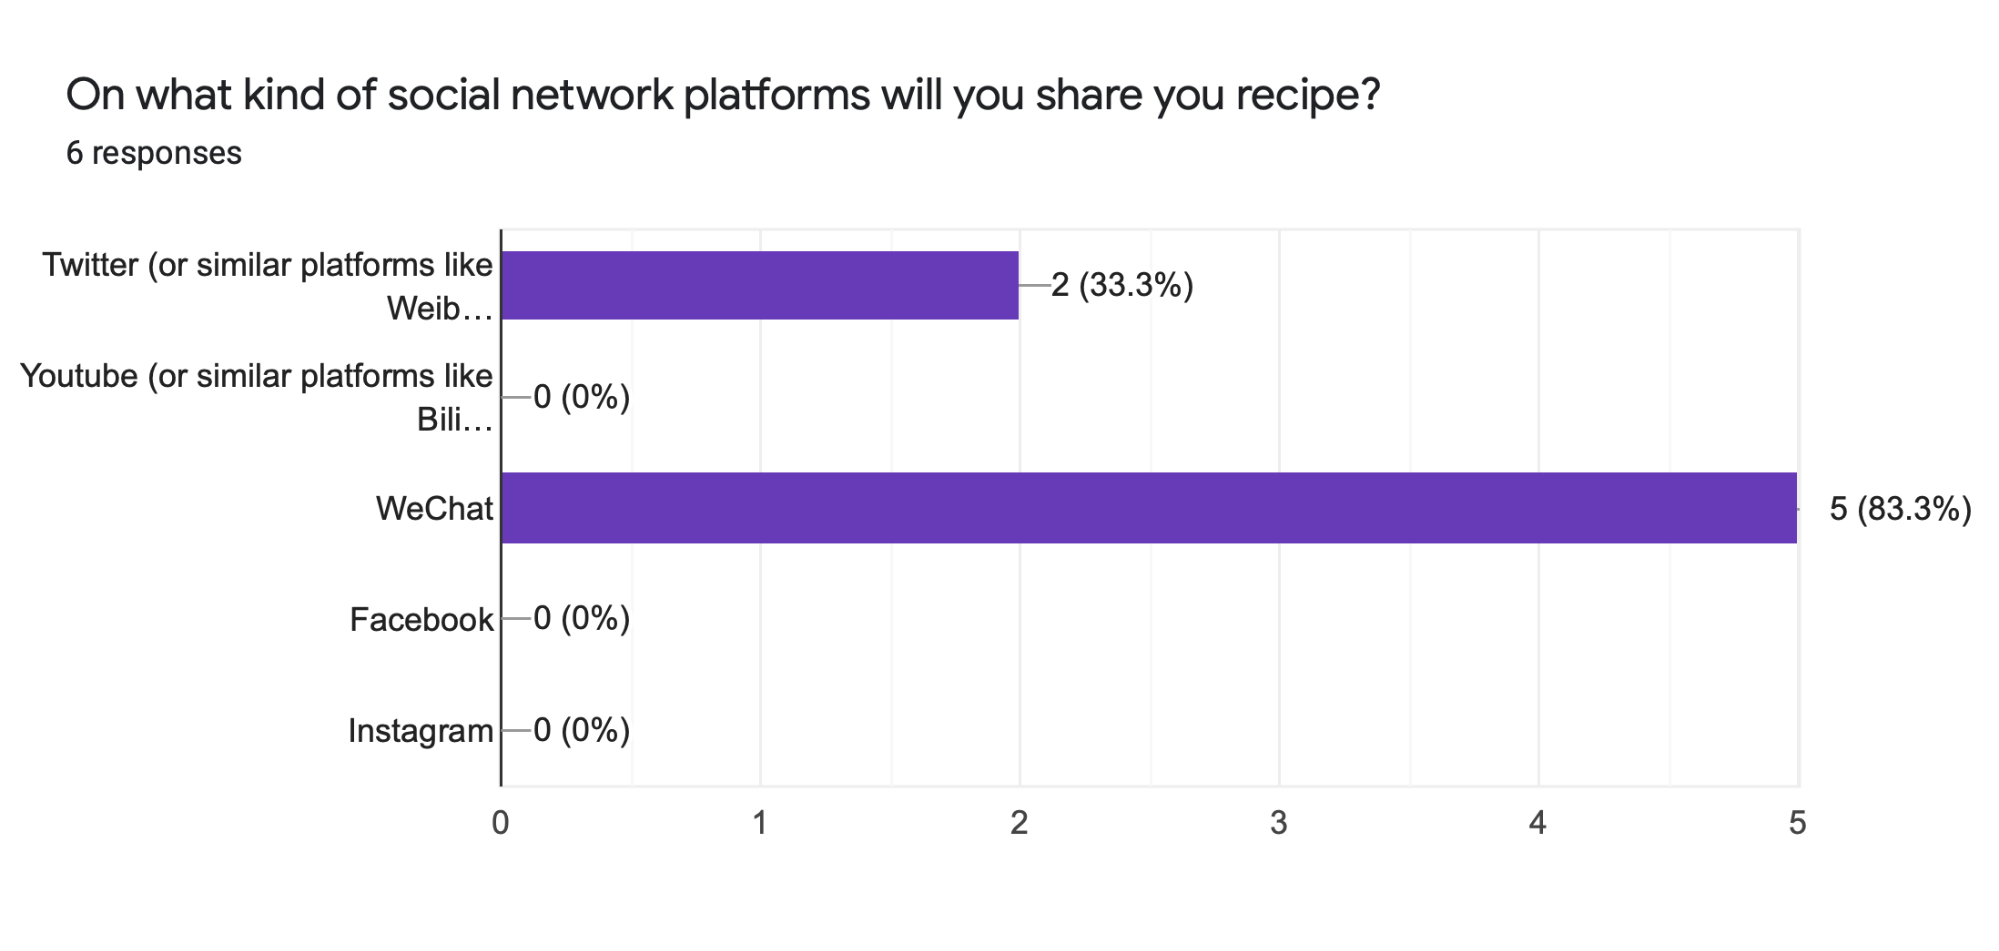 On what kind of social network platforms will you share you recipe?
6 responses
Twitter (or similar platforms like
Weib…
2 (33.3%)
Youtube (or similar platforms like
Bili…
0 (0%)
WeChat
5 (83.3%)
Facebook
0 (0%)
Instagram
0 (0%)
0 1 2 3 4 5